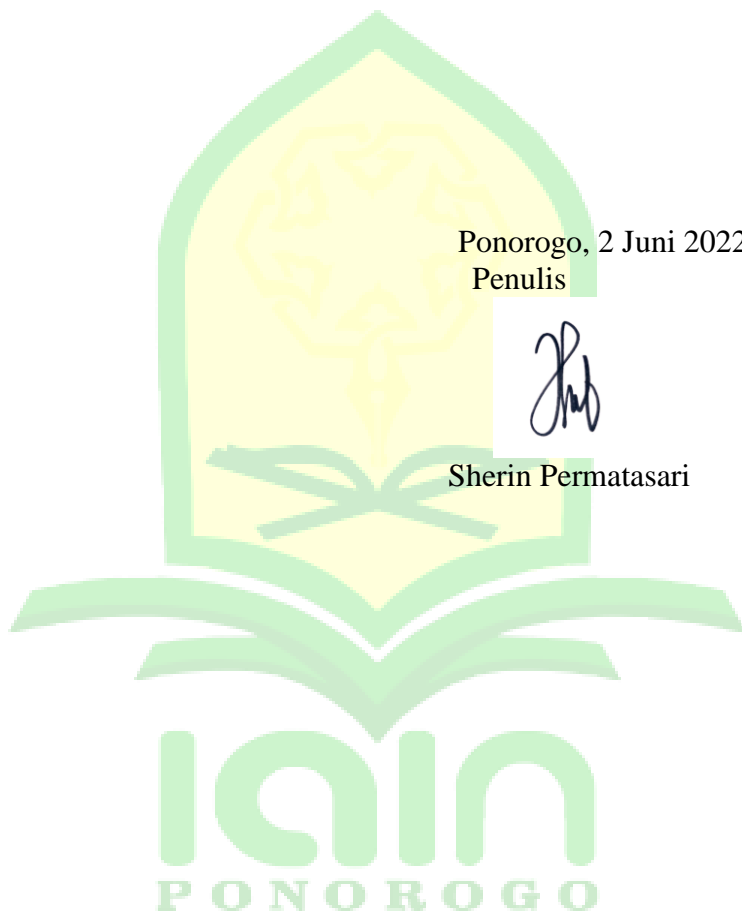 Ponorogo, 2 Juni 2022
Penulis
Sherin Permatasari
IAIN
PONOROGO